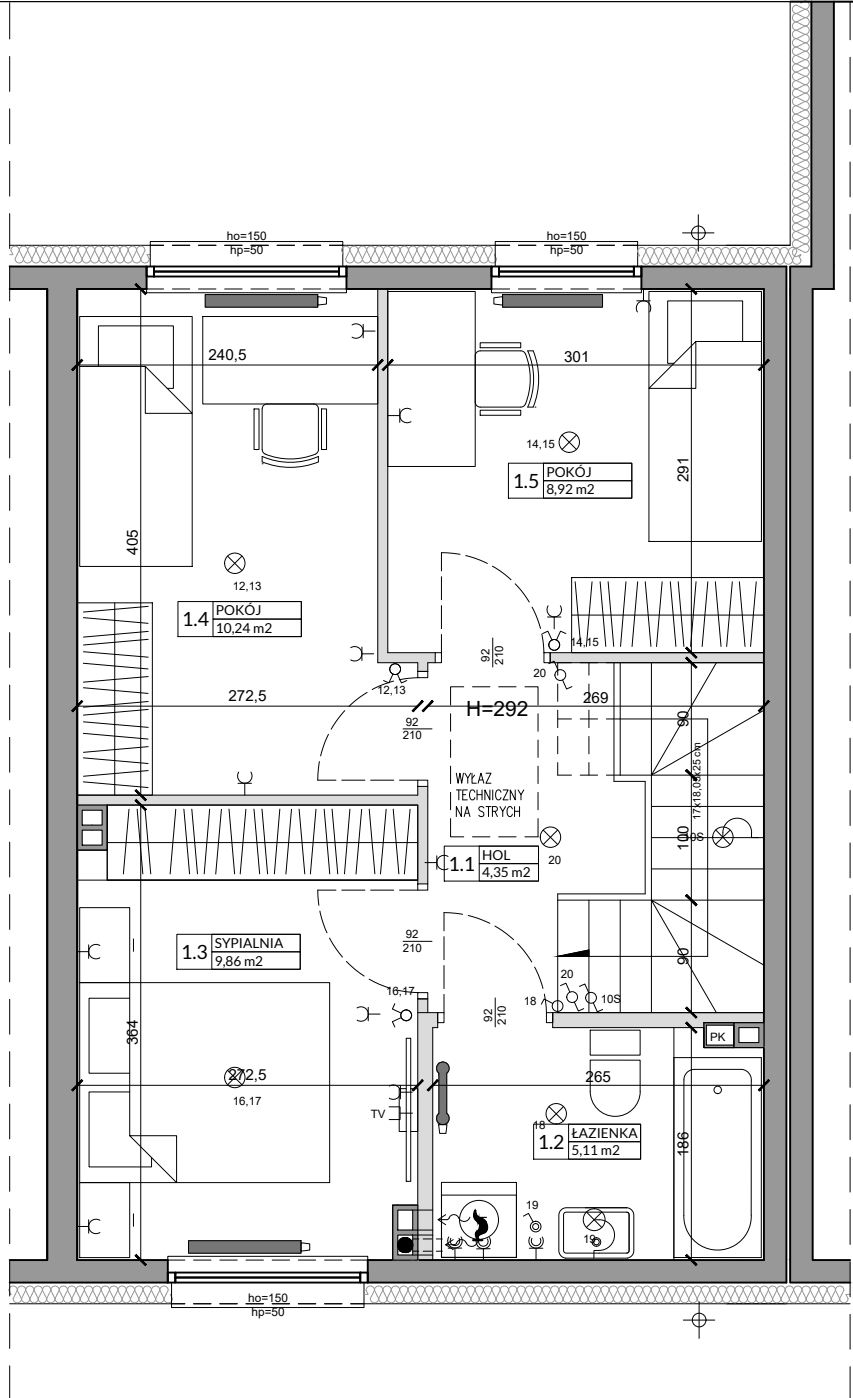 ho=150
hp=50
ho=150
hp=50
240,5
301
14,15
1.5 POKÓJ
8,92 m2
291
405
12,13
1.4 POKÓJ
10,24 m2
92
210
14,15
20
12,13
272,5
H=292
269
90
92
210
17x18,05x25 cm
WYŁAZ
TECHNICZNY
NA STRYCH
10S
100
20
1.1 HOL
4,35 m2
1.3 SYPIALNIA
9,86 m2
92
210
90
20
10S
18
16,17
92
210
364
PK
272,5
265
16,17
TV
18
1.2 ŁAZIENKA
5,11 m2
186
19
19
ho=150
hp=50